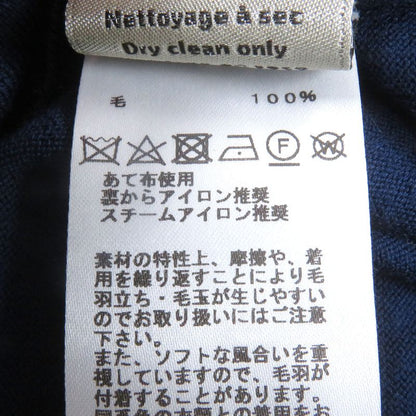 Nettoyage à sec
Dry clean only
毛 100%
F W
あて布使用
裏からアイロン推奨
スチームアイロン推奨
素材の特性上、摩擦や、着
用を繰り返すことにより毛
羽立ち・毛玉が生じやすい
のでお取り扱いにはご注意
下さい。
また、ソフトな風合いを重
視していますので、毛羽が
付着することがあります。